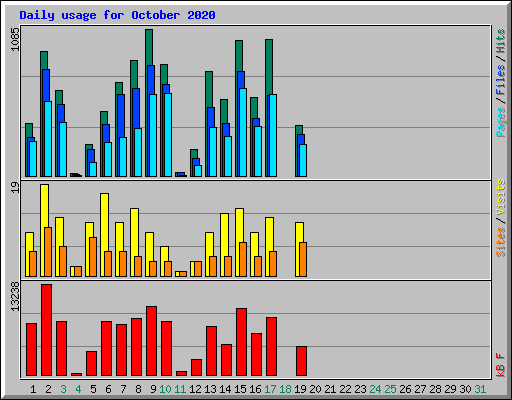 Daily usage for October 2020
1085
Pages / Files / Hits
19
Sites / Visits
13238
kB F
1 2 3 4 5 6 7 8 9 10 11 12 13 14 15 16 17 18 19 20 21 22 23 24 25 26 27 28 29 30 31